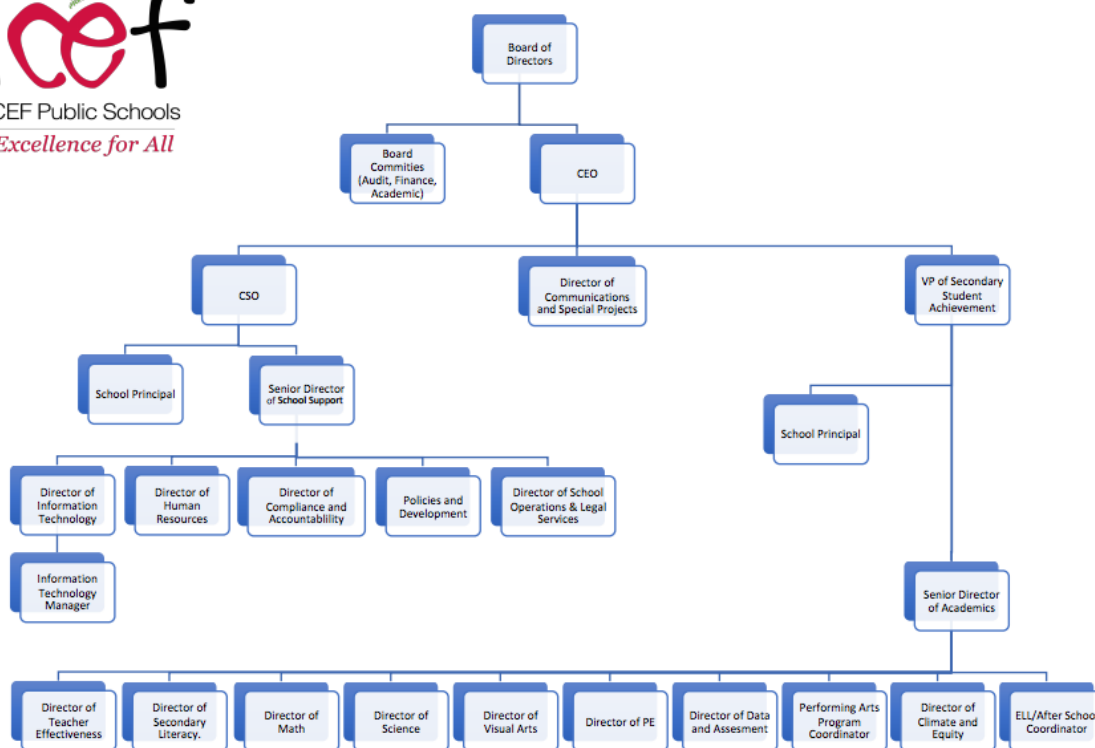 cef
CEF Public Schools
Excellence for All
Board of
Directors
Board
Commities
(Audit, Finance,
Academic)
CEO
CSO
Director of
Communications
and Special Projects
VP of Secondary
Student
Achievement
School Principal
Senior Director
of School Support
School Principal
Director of
Information
Technology
Director of
Human
Resources
Director of
Compliance and
Accountablility
Policies and
Development
Director of School
Operations & Legal
Services
Information
Technology
Manager
Senior Director
of Academics
Director of
Teacher
Effectiveness
Director of
Secondary
Literacy.
Director of
Math
Director of
Science
Director of
Visual Arts
Director of PE
Director of Data
and Assesment
Performing Arts
Program
Coordinator
Director of
Climate and
Equity
ELL/After School
Coordinator